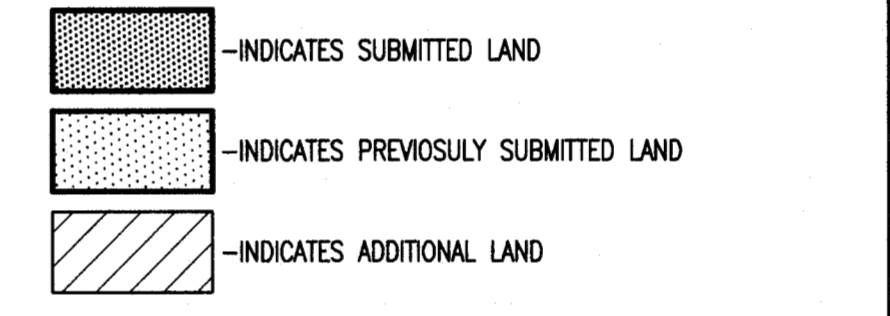 -INDICATES SUBMITTED LAND
-INDICATES PREVIOSULY SUBMITTED LAND
-INDICATES ADDITIONAL LAND